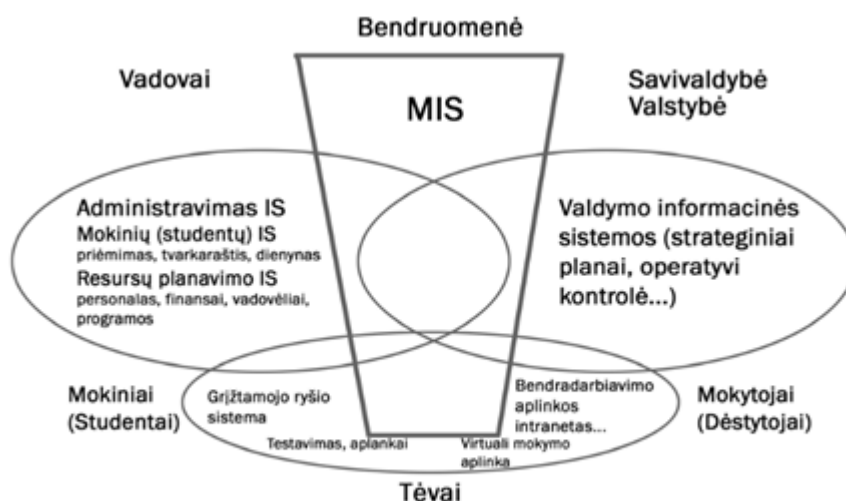 Bendruomenė
Vadovai
Savivaldybė
Valstybė
MIS
Administravimas IS
Mokinių (studentų) IS
priėmimas, tvarkaraštis, dienynas
Resursų planavimo IS
personalas, finansai, vadovėliai,
programos
Valdymo informacinės
sistemos (strateginiai
planai, operatyvi
kontrolė...)
Mokiniai
(Studentai)
Grįžtamojo ryšio
sistema
Testavimas, aplankai
Bendradarbiavimo
aplinkos
intranetas...
Virtuali mokymo
aplinka
Mokytojai
(Dėstytojai)
Tėvai